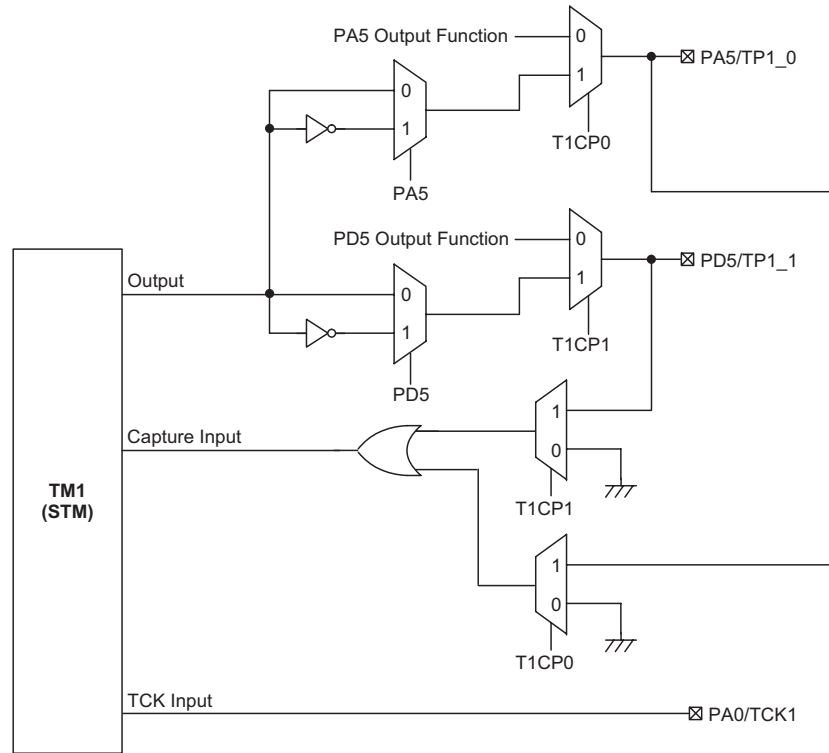 PA5 Output Function
0
1
T1CP0
PA5/TP1_0
0
1
PA5
PD5 Output Function
0
1
T1CP1
PD5/TP1_1
Output
0
1
PD5
Capture Input
1
0
T1CP1
TM1
(STM)
1
0
T1CP0
TCK Input
PA0/TCK1